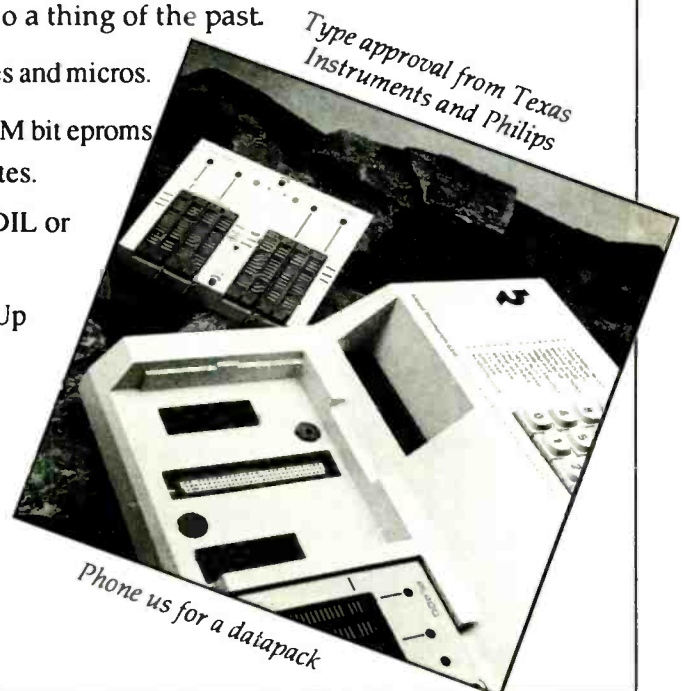 o a thing of the past.
es and micros.
M bit eproms
tes.
DIL or
Up
Type approval from Texas
Instruments and Philips
Phone us for a datapack